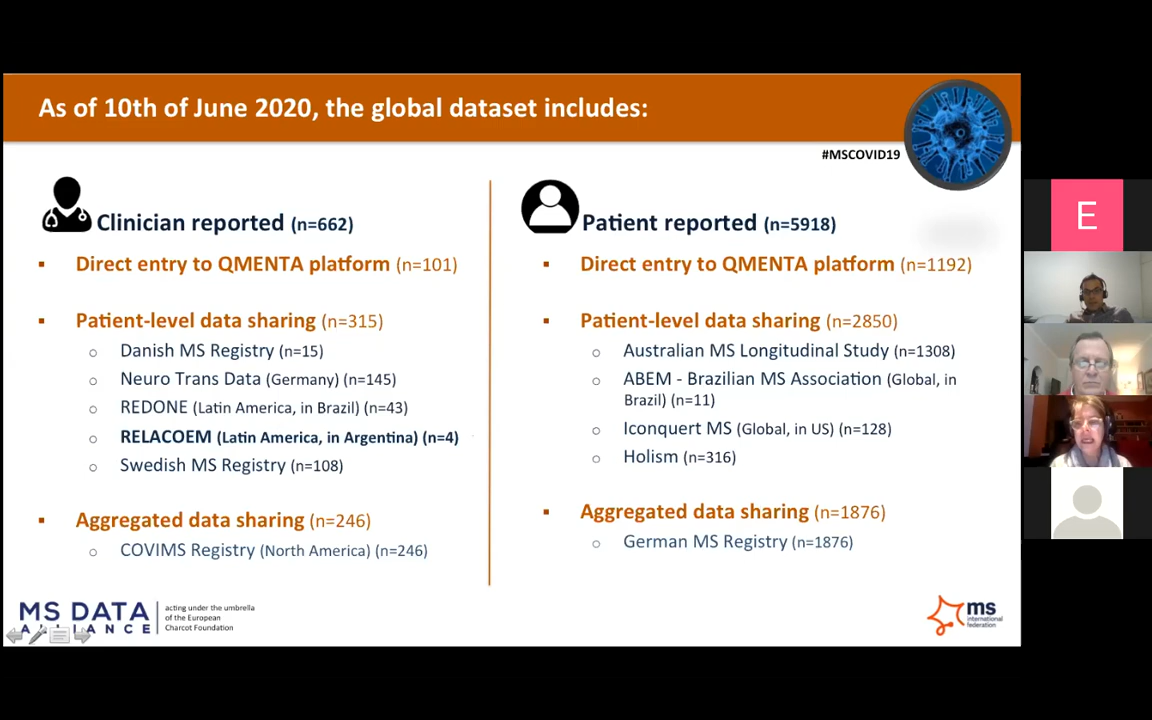 As of 10th of June 2020, the global dataset includes:
#MSCOVID19
Clinician reported (n=662)
▪ Direct entry to QMENTA platform (n=101)
▪ Patient-level data sharing (n=315)
○ Danish MS Registry (n=15)
○ Neuro Trans Data (Germany) (n=145)
○ REDONE (Latin America, in Brazil) (n=43)
○ RELACOEM (Latin America, in Argentina) (n=4)
○ Swedish MS Registry (n=108)
▪ Aggregated data sharing (n=246)
○ COVIMS Registry (North America) (n=246)
Patient reported (n=5918)
▪ Direct entry to QMENTA platform (n=1192)
▪ Patient-level data sharing (n=2850)
○ Australian MS Longitudinal Study (n=1308)
○ ABEM - Brazilian MS Association (Global, in
Brazil) (n=11)
○ Iconquert MS (Global, in US) (n=128)
○ Holism (n=316)
▪ Aggregated data sharing (n=1876)
○ German MS Registry (n=1876)
MS DATA
ALLIANCE
acting under the umbrella
of the European
Charcot Foundation
ms
international
federation
E